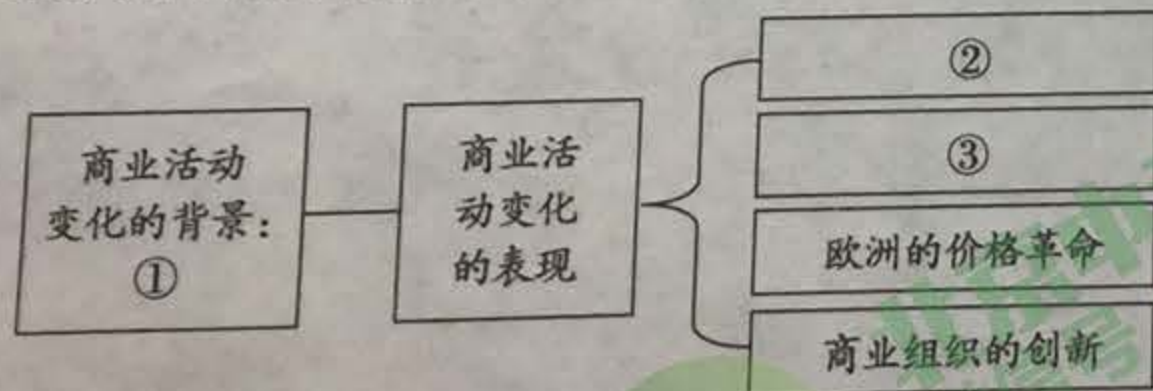 商业活动
变化的背景：
①
商业活
动变化
的表现
②
③
欧洲的价格革命
商业组织的创新